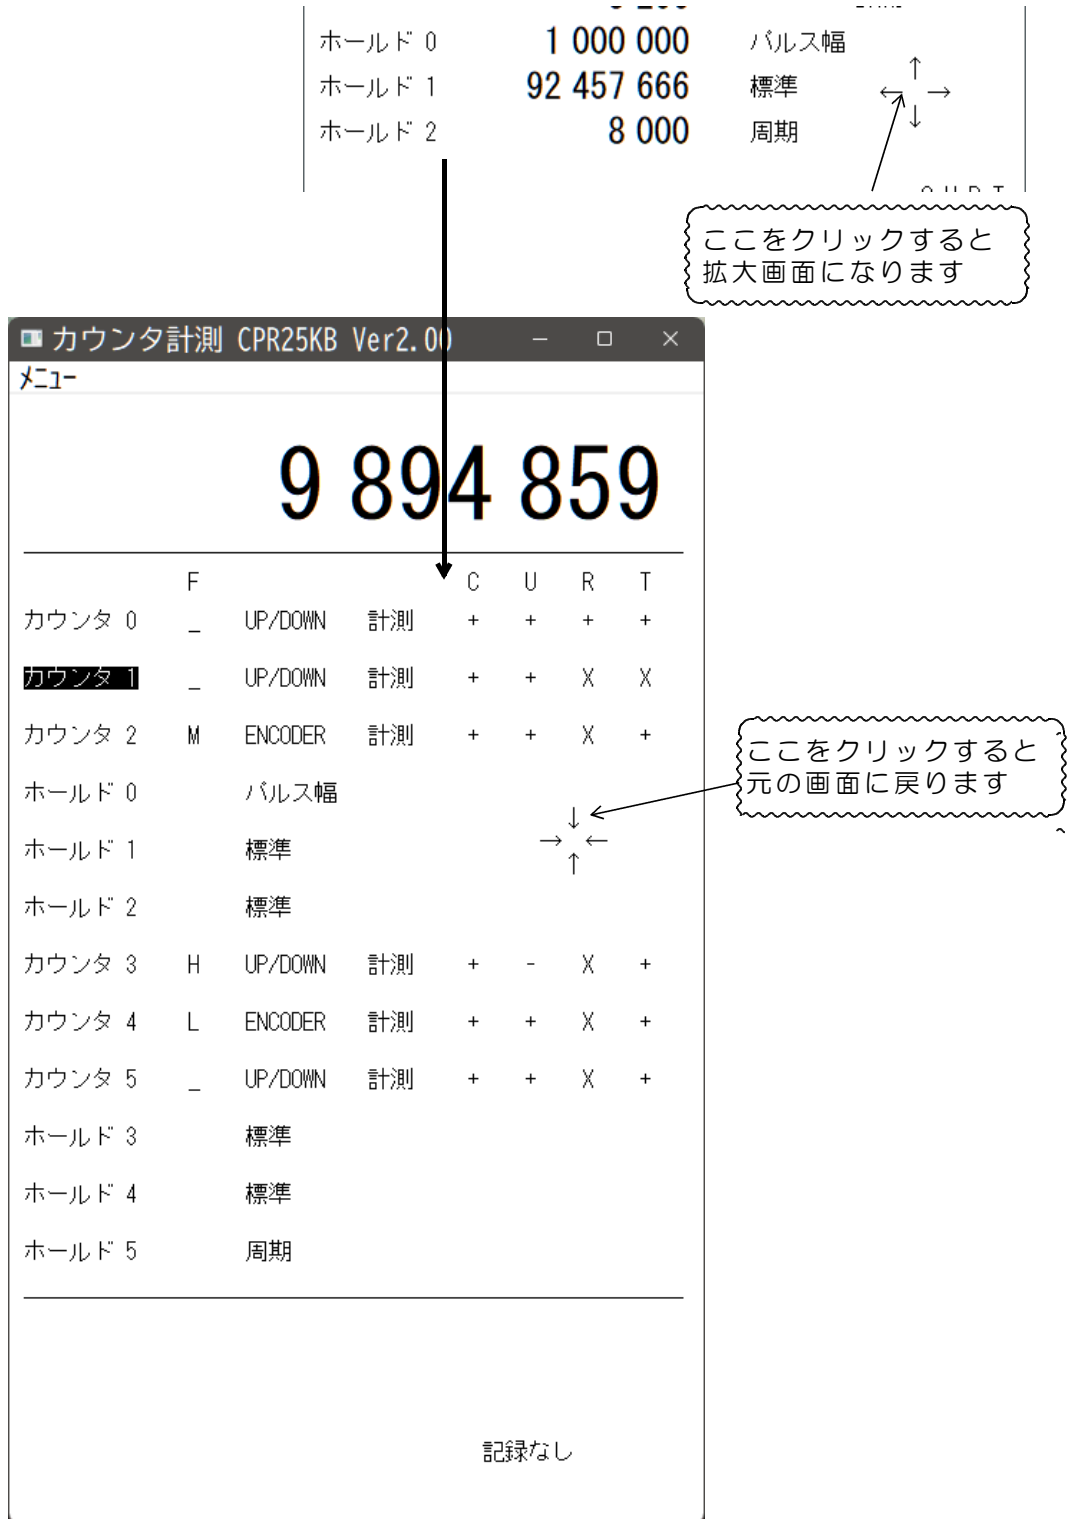 ホールド 0 1 000 000 パルス幅
ホールド 1 92 457 666 標準
ホールド 2 8 000 周期
ここをクリックすると
拡大画面になります
カウンタ計測 CPR25KB Ver2.00
メニュー
9 894 859
F C U R T
カウンタ 0 _ UP/DOWN 計測 + + + +
カウンタ 1 _ UP/DOWN 計測 + + X X
カウンタ 2 M ENCODER 計測 + + X +
ここをクリックすると
元の画面に戻ります
ホールド 0 パルス幅
ホールド 1 標準
ホールド 2 標準
カウンタ 3 H UP/DOWN 計測 + - X +
カウンタ 4 L ENCODER 計測 + + X +
カウンタ 5 _ UP/DOWN 計測 + + X +
ホールド 3 標準
ホールド 4 標準
ホールド 5 周期
記録なし